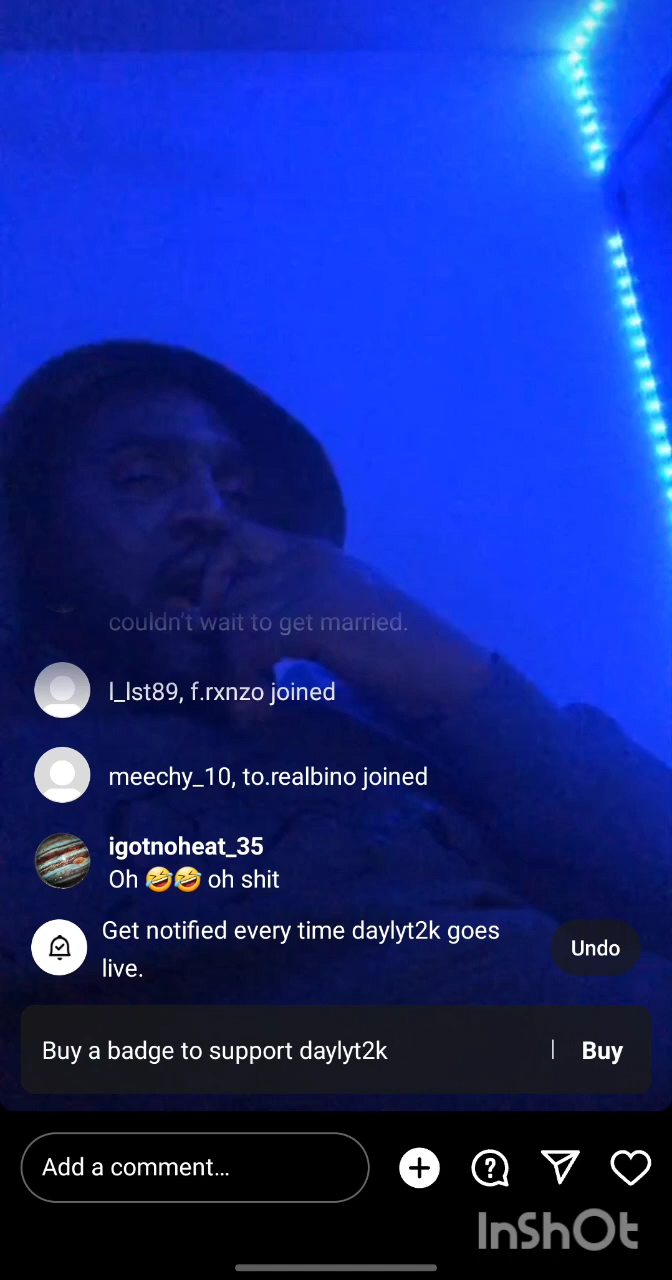 couldn't wait to get married.
l_lst89, f.rxnzo joined
meechy_10, to.realbino joined
igotnoheat_35
Oh 🤣🤣 oh shit
Get notified every time daylyt2k goes
live.
Undo
Buy a badge to support daylyt2k
Buy
Add a comment...
InShOt